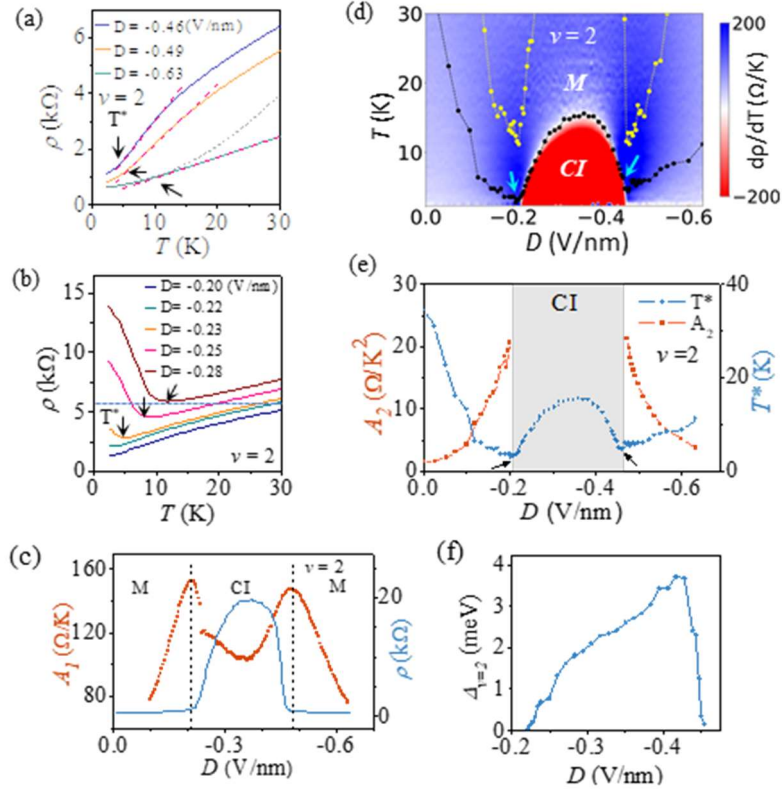 (a)
D= -0.46(V/nm)
D= -0.49
D= -0.63
ν = 2
T*
ρ (kΩ)
6
4
2
0
0 10 20 30
T (K)
(d)
30
20
10
T (K)
ν = 2
M
CI
0.0 -0.2 -0.4 -0.6
D (V/nm)
200
-200
dρ/dT (Ω/K)
(b)
D= -0.20 (V/nm)
D= -0.22
D= -0.23
D= -0.25
D= -0.28
15
10
5
0
ρ (kΩ)
T*
ν = 2
0 10 20 30
T (K)
(e)
CI
T*
A2
ν=2
30
20
10
0
A2 (Ω/K2)
40
20
0
T* (K)
0.0 -0.2 -0.4 -0.6
D (V/nm)
(c)
160
120
80
A1 (Ω/K)
M CI M
ν = 2
20
10
0
ρ (kΩ)
0.0 -0.3 -0.6
D (V/nm)
(f)
4
3
2
1
0
Δν=2 (meV)
-0.2 -0.3 -0.4
D (V/nm)